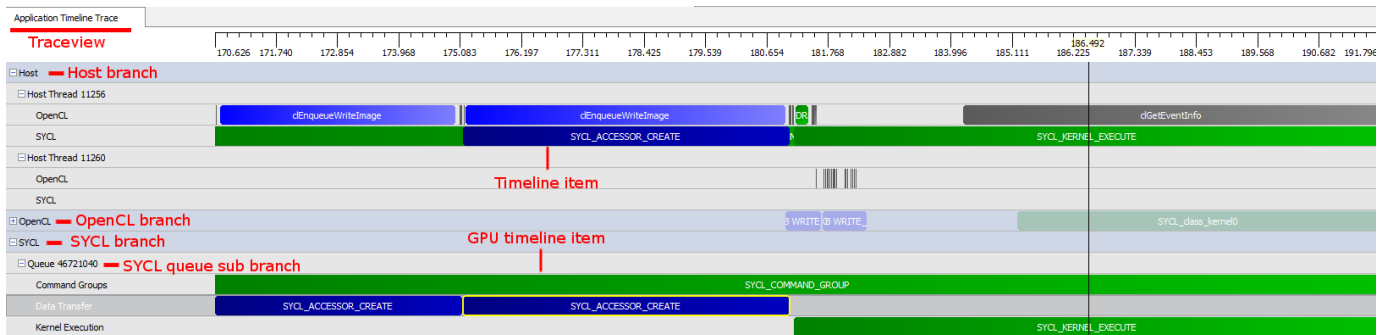 Application Timeline Trace
Traceview
186.492
170.626 171.740 172.854 173.968 175.083 176.197 177.311 178.425 179.539 180.654 181.768 182.882 183.996 185.111 186.225 187.339 188.453 189.568 190.682 191.796
Host Host branch
Host Thread 11256
OpenCL clEnqueueWriteImage clEnqueueWriteImage DR clGetEventInfo
SYCL SYCL_ACCESSOR_CREATE SYCL_KERNEL_EXECUTE
Host Thread 11260
OpenCL Timeline item
SYCL
OpenCL OpenCL branch B WRITE KB WRITE_ SYCL_class_kernel0
SYCL SYCL branch GPU timeline item
Queue 46721040 SYCL queue sub branch
Command Groups SYCL_COMMAND_GROUP
Data Transfer SYCL_ACCESSOR_CREATE SYCL_ACCESSOR_CREATE
Kernel Execution SYCL_KERNEL_EXECUTE